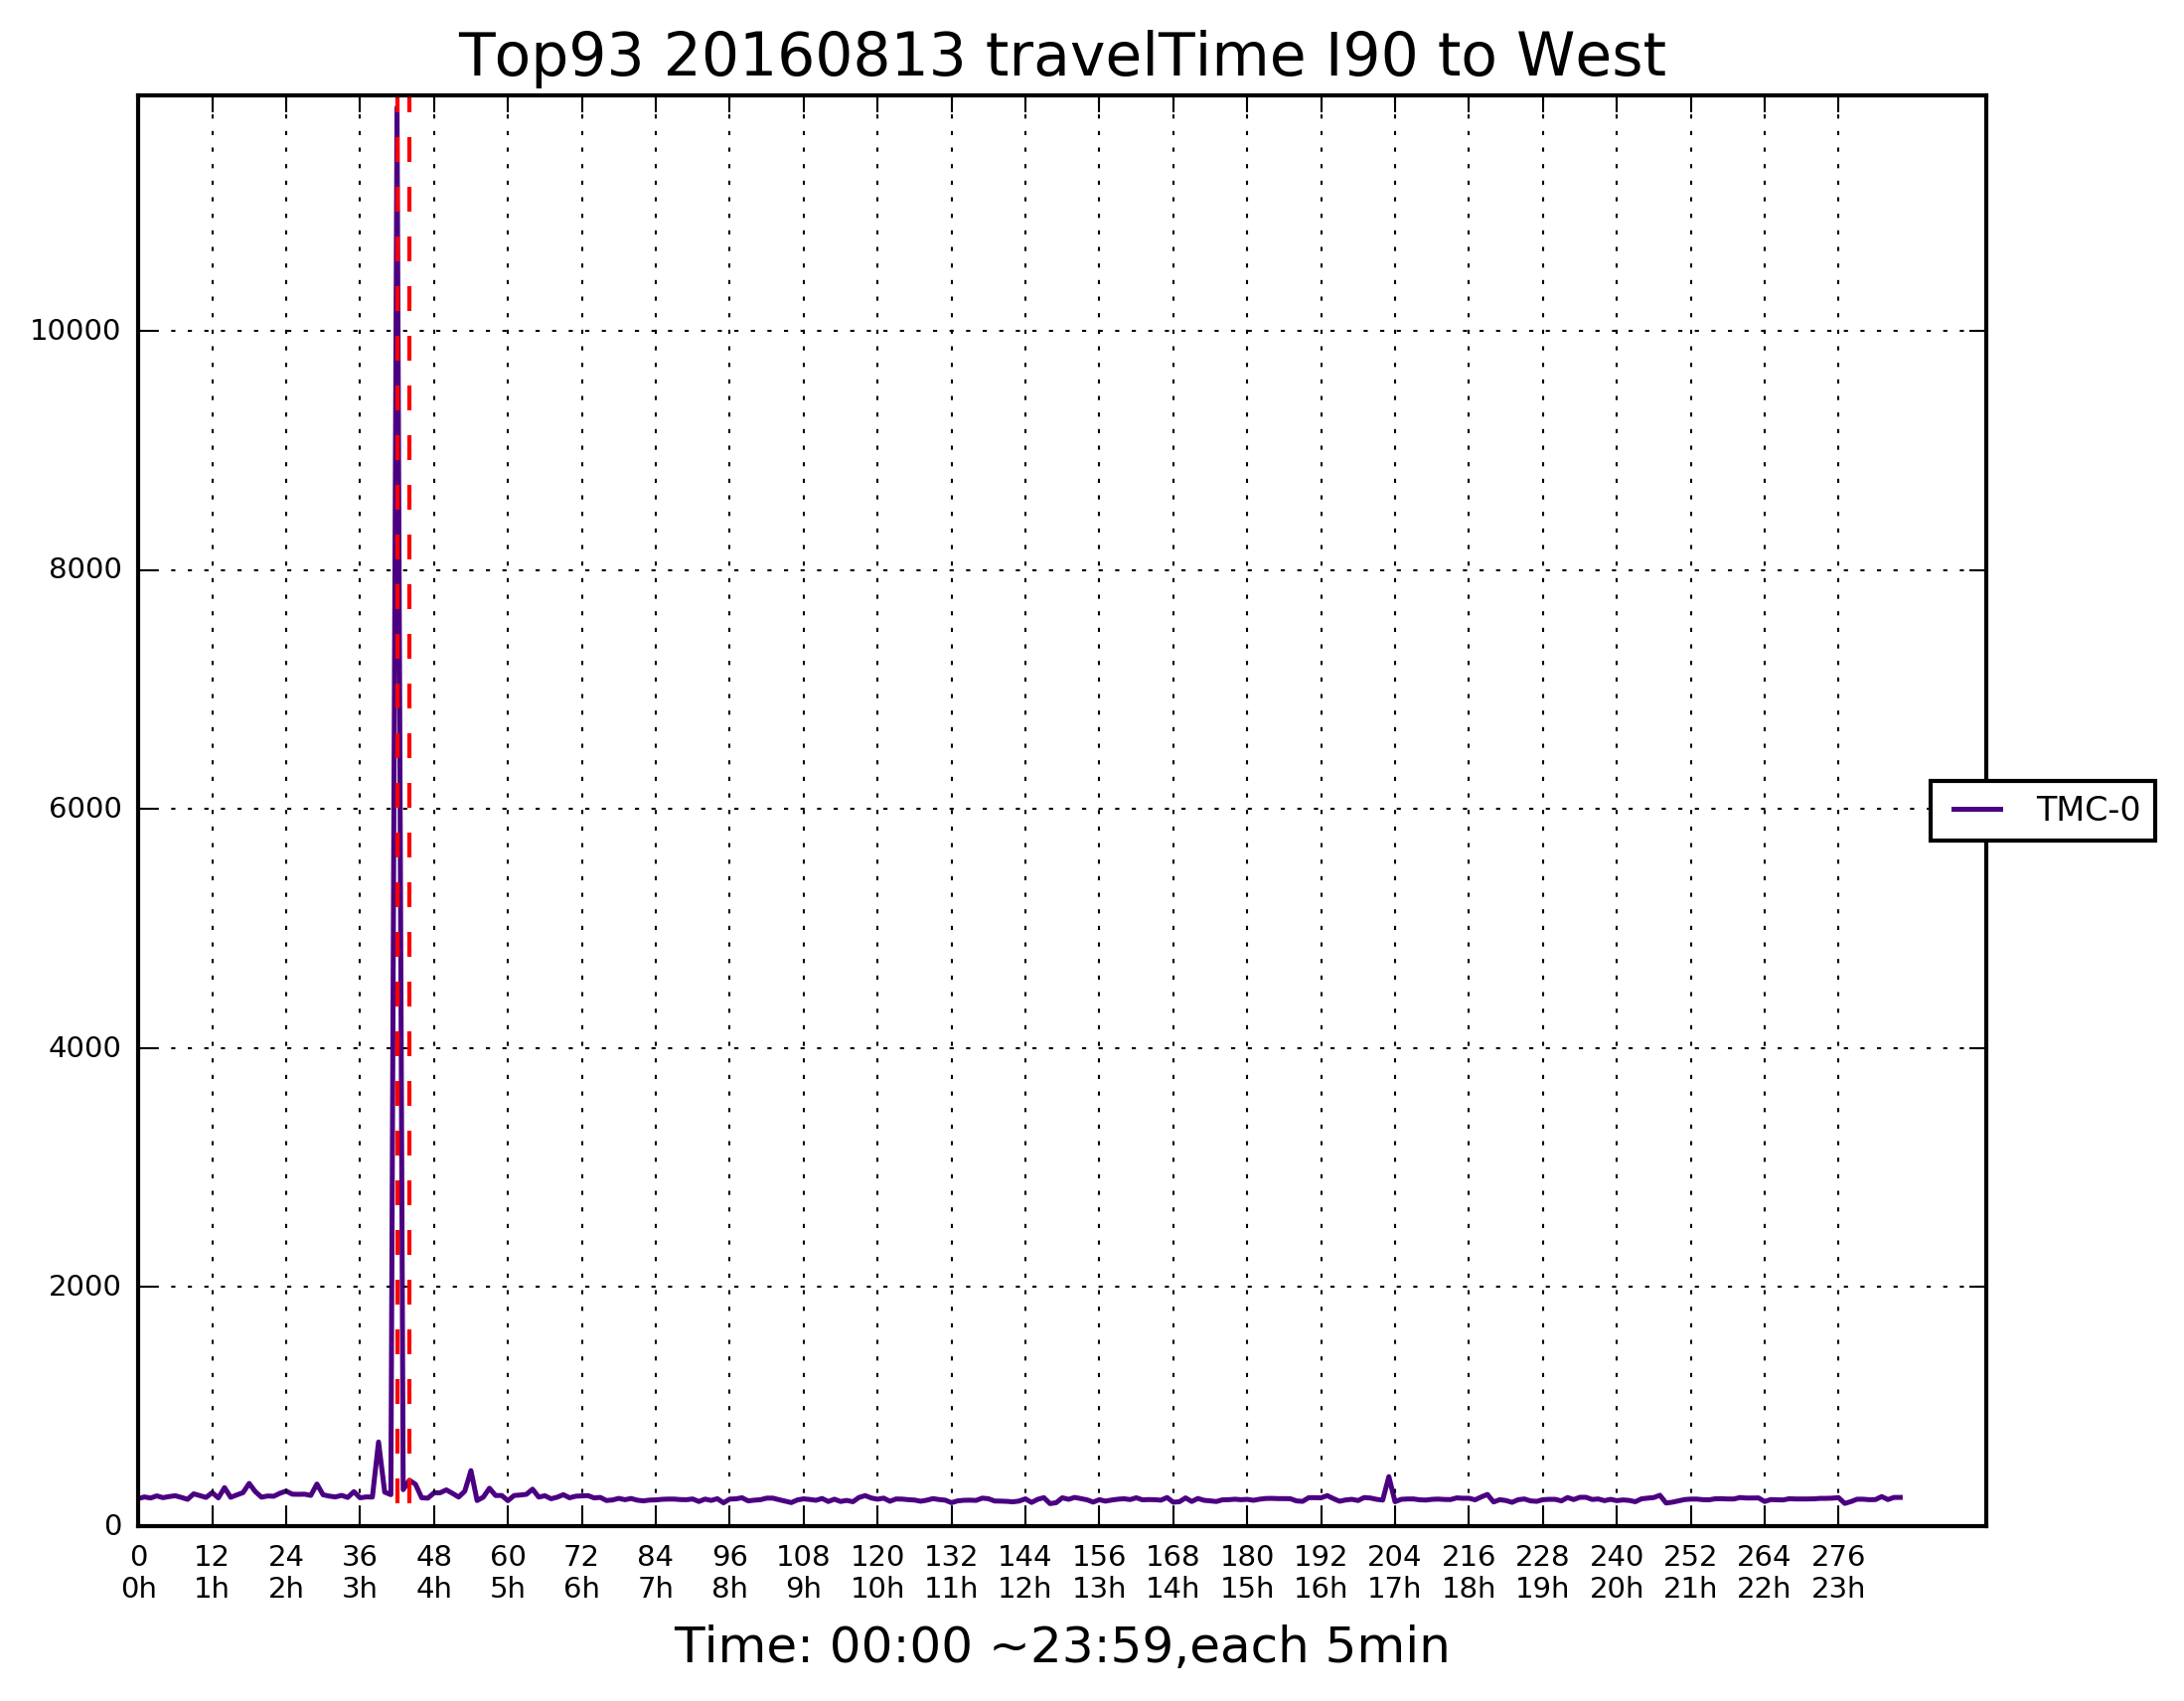 Top93 20160813 travelTime I90 to West
10000
8000
6000
4000
2000
0
TMC-0
0 12 24 36 48 60 72 84 96 108 120 132 144 156 168 180 192 204 216 228 240 252 264 276
0h 1h 2h 3h 4h 5h 6h 7h 8h 9h 10h 11h 12h 13h 14h 15h 16h 17h 18h 19h 20h 21h 22h 23h
Time: 00:00 ~23:59,each 5min